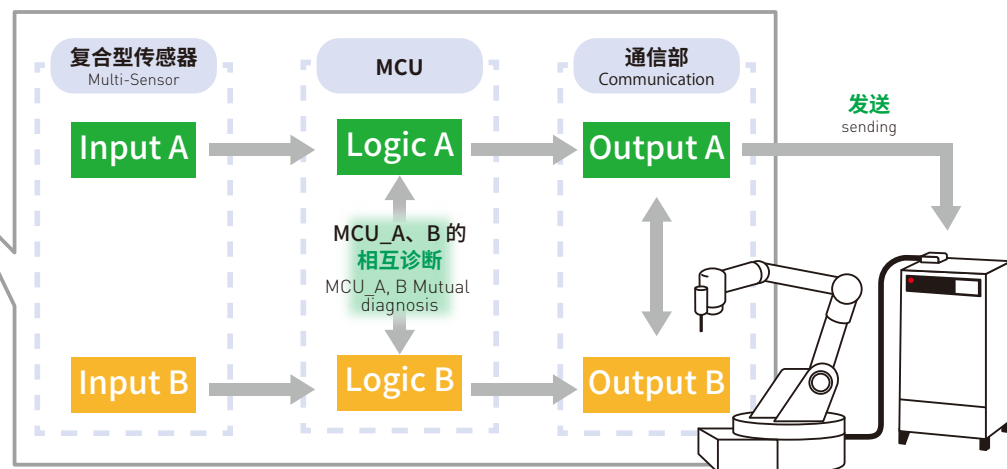 复合型传感器
Multi-Sensor
MCU
通信部
Communication
发送
sending
Input A
Logic A
Output A
MCU_A、B 的
相互诊断
MCU_A, B Mutual
diagnosis
Input B
Logic B
Output B